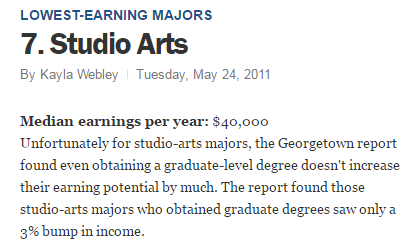 LOWEST-EARNING MAJORS
7. Studio Arts
By Kayla Webley | Tuesday, May 24, 2011
Median earnings per year: $40,000
Unfortunately for studio-arts majors, the Georgetown report
found even obtaining a graduate-level degree doesn't increase
their earning potential by much. The report found those
studio-arts majors who obtained graduate degrees saw only a
3% bump in income.